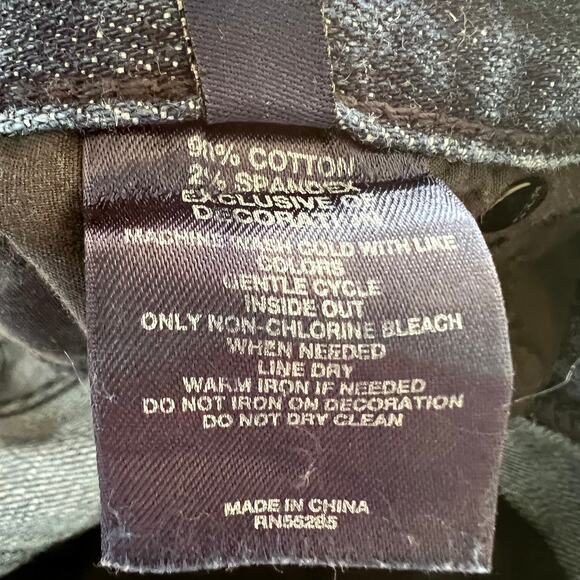 98% COTTON
2% SPANDEX
EXCLUSIVE OF
DECORATION
MACHINE WASH COLD WITH LIKE
COLORS
GENTLE CYCLE
INSIDE OUT
ONLY NON-CHLORINE BLEACH
WHEN NEEDED
LINE DRY
WARM IRON IF NEEDED
DO NOT IRON ON DECORATION
DO NOT DRY CLEAN
MADE IN CHINA
RN55285